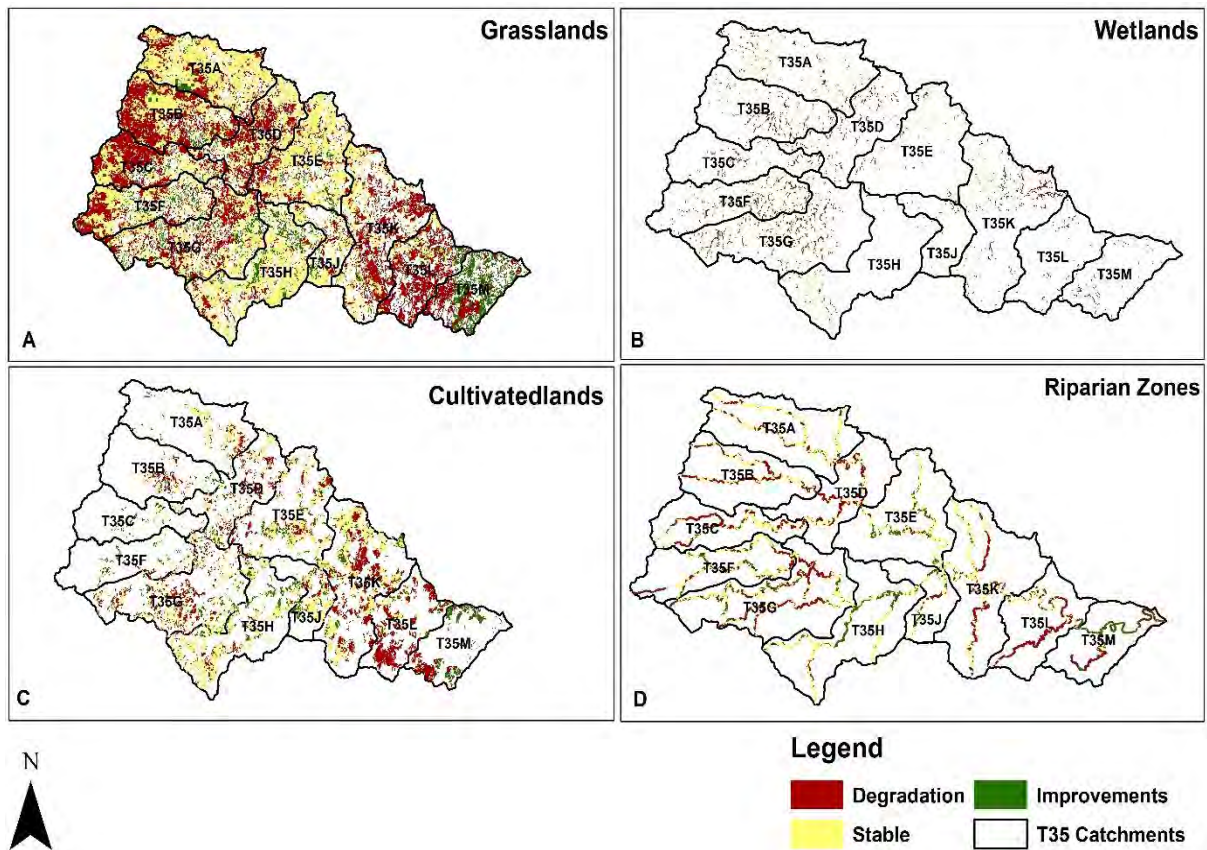 Grasslands
T35A
T35B
T35D
T35E
T35C
T35F
T35G
T35K
T35H
T35J
T35L
T35M
A
Wetlands
T35A
T35B
T35D
T35E
T35C
T35F
T35G
T35K
T35H
T35J
T35L
T35M
B
Cultivatedlands
T35A
T35B
T35D
T35E
T35C
T35F
T35G
T35K
T35H
T35J
T35L
T35M
C
Riparian Zones
T35A
T35B
T35D
T35E
T35C
T35F
T35G
T35K
T35H
T35J
T35L
T35M
D
N
Legend
Degradation Improvements
Stable T35 Catchments